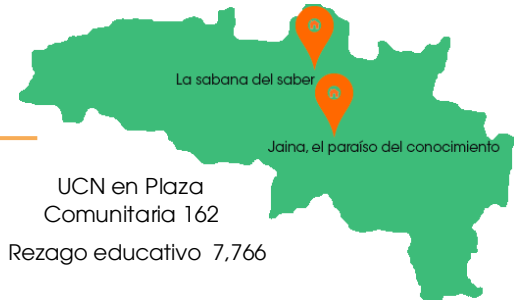 La sabana del saber
Jaina, el paraíso del conocimiento
UCN en Plaza
Comunitaria 162
Rezago educativo 7,766